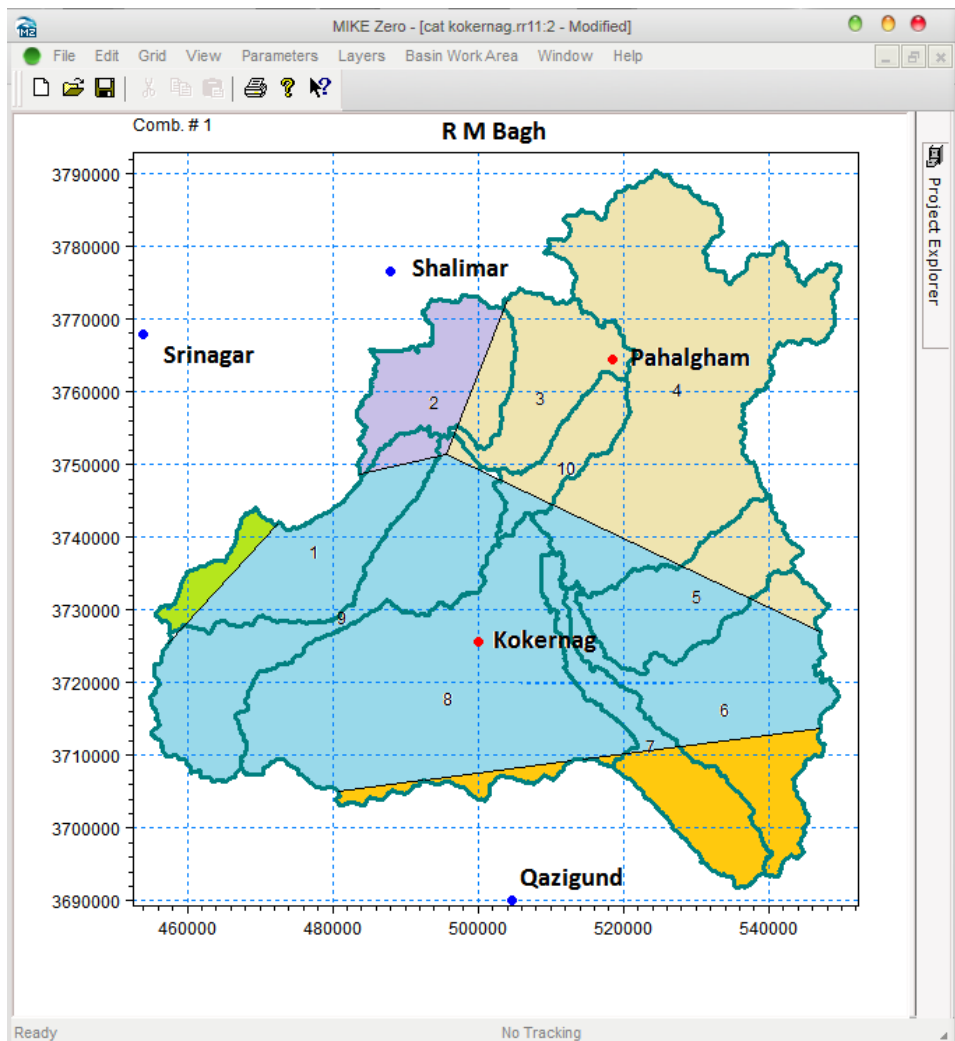 MIKE Zero - [cat kokernag.rr11:2 - Modified]
File Edit Grid View Parameters Layers Basin Work Area Window Help
Comb. # 1
R M Bagh
Project Explorer
3790000
3780000
Shalimar
3770000
Srinagar
Pahalgham
3760000
2 3 4
3750000
10
3740000
1
3730000
5
9
Kokernag
3720000
8 6
3710000
7
3700000
Qazigund
3690000
460000 480000 500000 520000 540000
Ready No Tracking